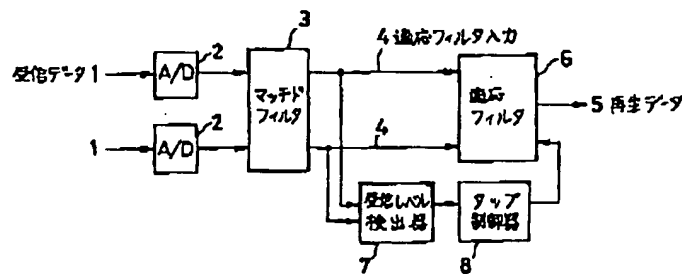 3
4 適応フィルタ入力
受信データ 1
A/D
2
マッチド
フィルタ
6
適応
フィルタ
5 再生データ
1
A/D
2
4
受信レベル
検出器
タップ
制御器
7
8